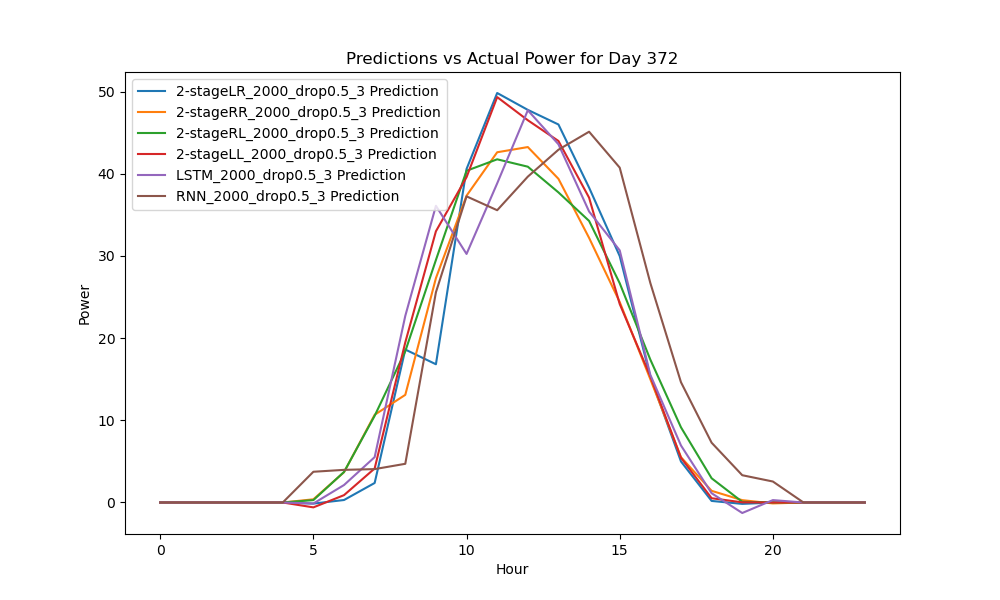 Predictions vs Actual Power for Day 372
2-stageLR_2000_drop0.5_3 Prediction
2-stageRR_2000_drop0.5_3 Prediction
2-stageRL_2000_drop0.5_3 Prediction
2-stageLL_2000_drop0.5_3 Prediction
LSTM_2000_drop0.5_3 Prediction
RNN_2000_drop0.5_3 Prediction
50
40
30
20
10
0
Power
0 5 10 15 20
Hour